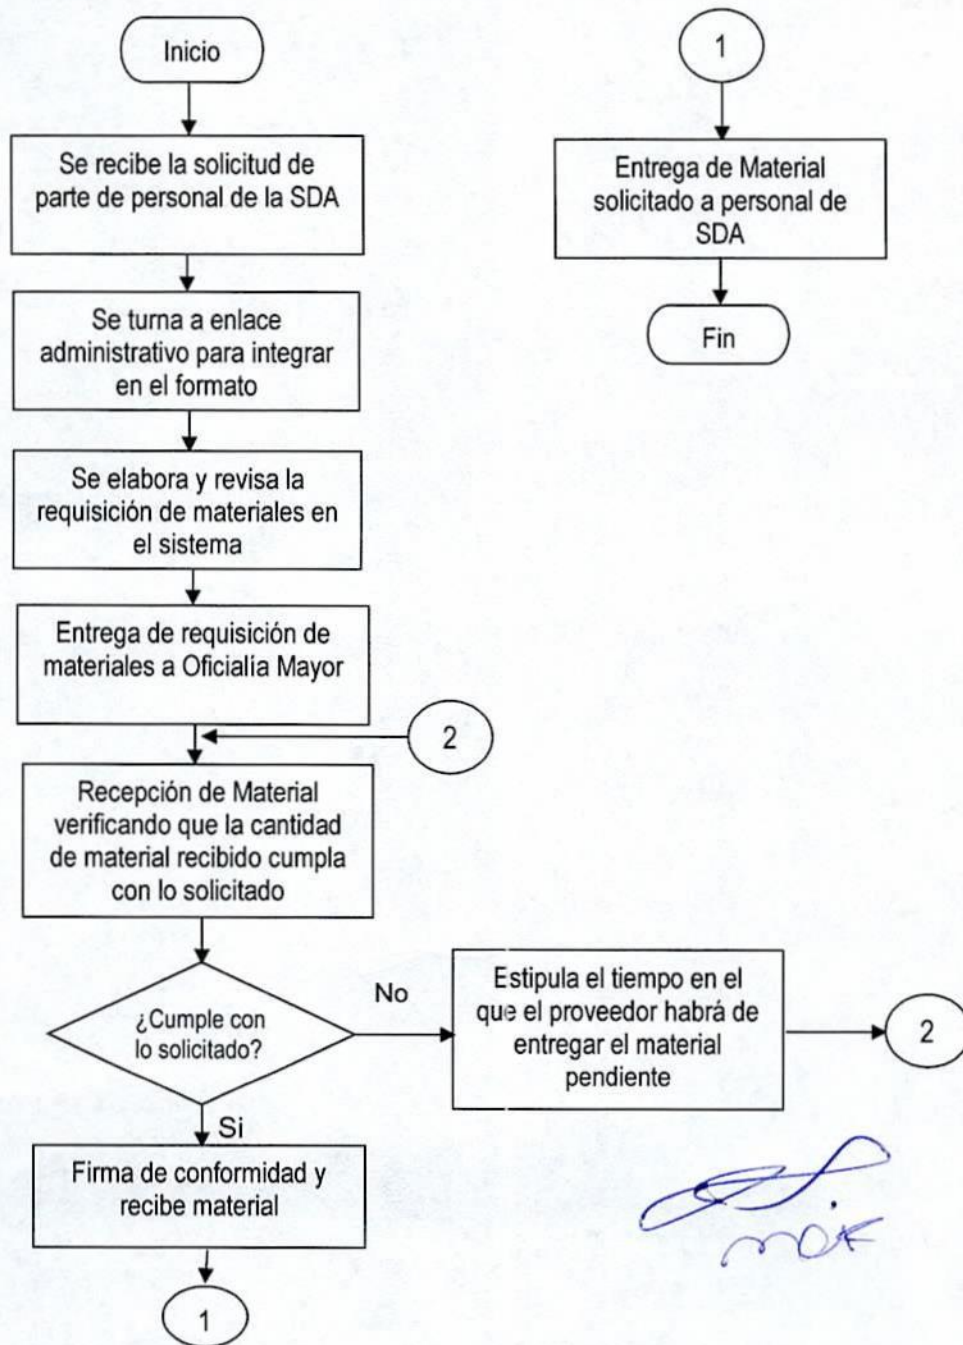 Inicio
Se recibe la solicitud de
parte de personal de la SDA
Se turna a enlace
administrativo para integrar
en el formato
Se elabora y revisa la
requisición de materiales en
el sistema
Entrega de requisición de
materiales a Oficialía Mayor
2
Recepción de Material
verificando que la cantidad
de material recibido cumpla
con lo solicitado
¿Cumple con
lo solicitado?
No
Estipula el tiempo en el
que el proveedor habrá de
entregar el material
pendiente
2
Si
Firma de conformidad y
recibe material
1
1
Entrega de Material
solicitado a personal de
SDA
Fin